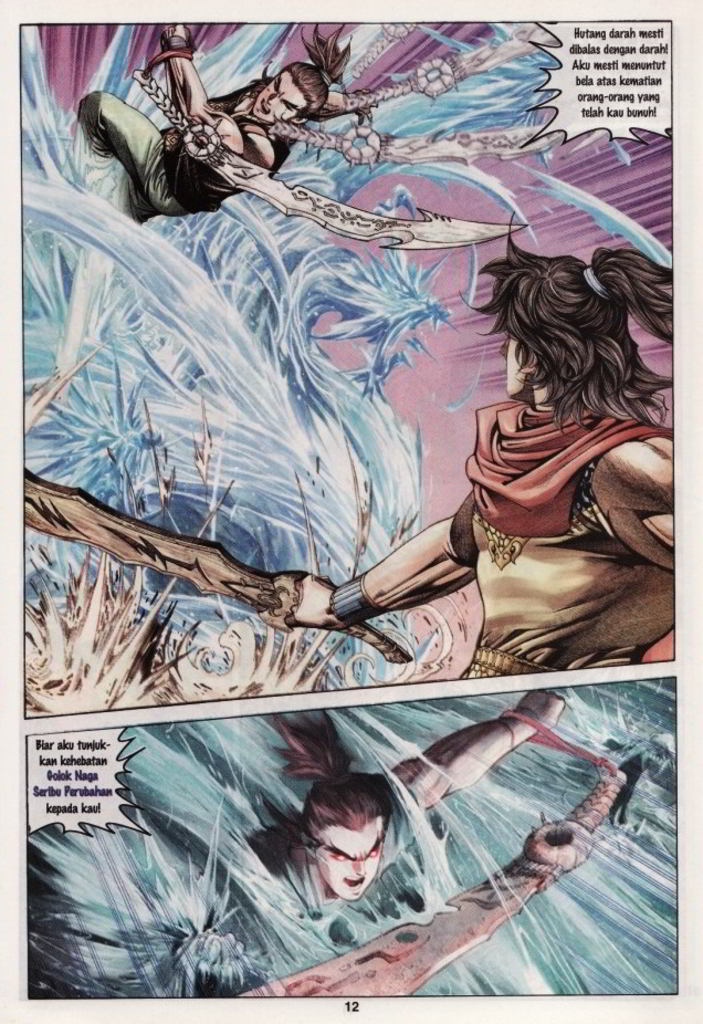 Hutang darah mesti
dibalas dengan darah!
Aku mesti menuntut
bela atas kematian
orang-orang yang
telah kau bunuh!
Biar aku tunjuk-
kan kehebatan
Golok Naga
Seribu Perubahan
kepada kau!
12